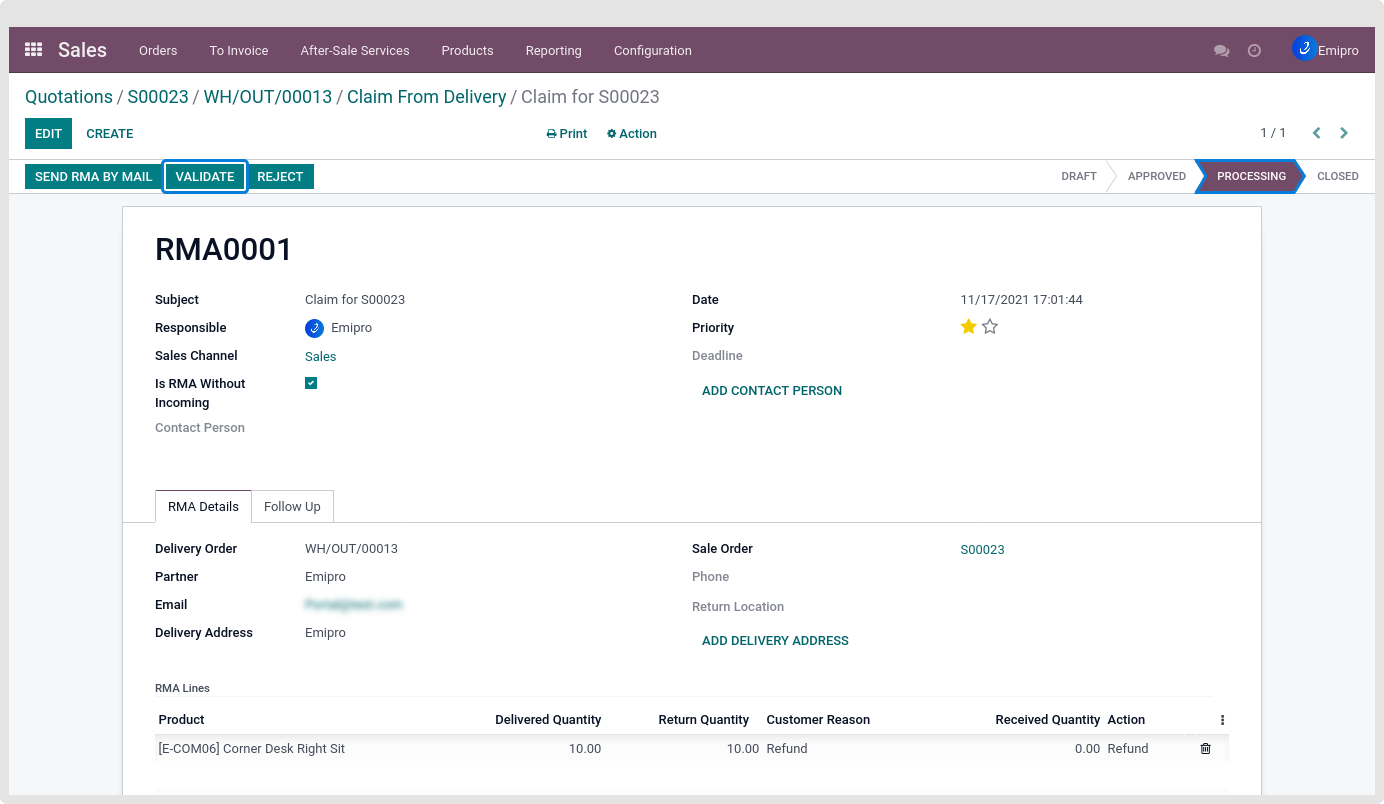 Sales Orders To Invoice After-Sale Services Products Reporting Configuration Emipro
Quotations / S00023 / WH/OUT/00013 / Claim From Delivery / Claim for S00023
EDIT CREATE Print Action 1 / 1
SEND RMA BY MAIL VALIDATE REJECT DRAFT APPROVED PROCESSING CLOSED
RMA0001
Subject Claim for S00023 Date 11/17/2021 17:01:44
Responsible Emipro Priority
Sales Channel Sales Deadline
Is RMA Without
Incoming
ADD CONTACT PERSON
Contact Person
RMA Details Follow Up
Delivery Order WH/OUT/00013 Sale Order S00023
Partner Emipro Phone
Email Return Location
Delivery Address Emipro ADD DELIVERY ADDRESS
RMA Lines
Product Delivered Quantity Return Quantity Customer Reason Received Quantity Action
[E-COM06] Corner Desk Right Sit 10.00 10.00 Refund 0.00 Refund